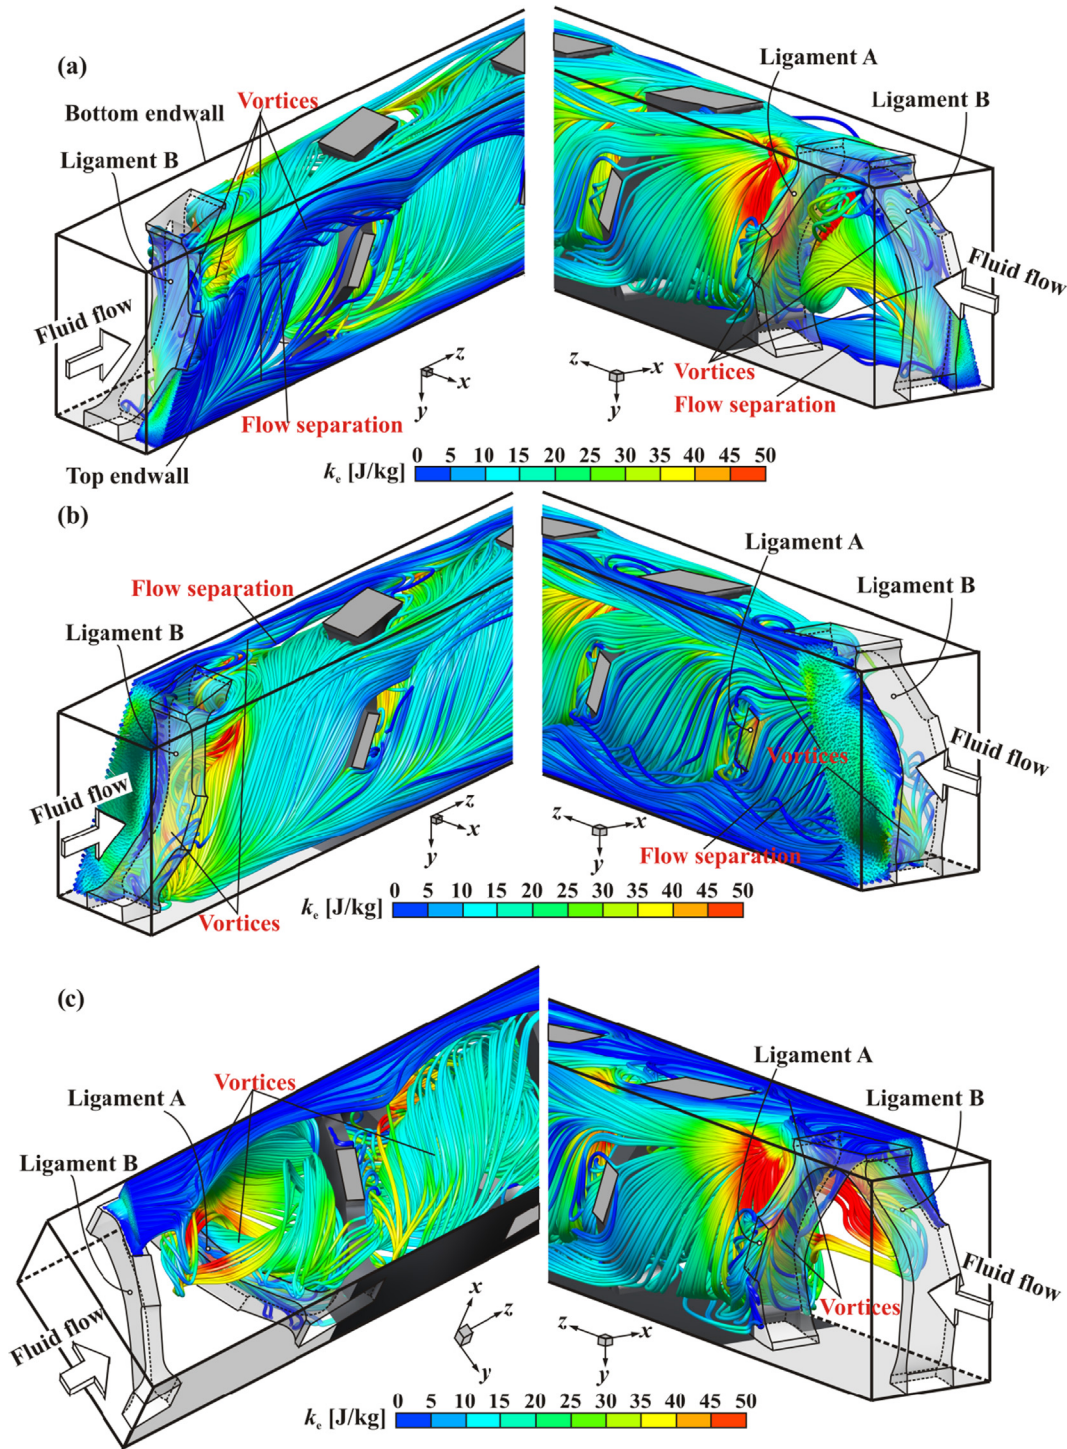 (a)
Bottom endwall
Vortices
Ligament B
Fluid flow
Flow separation
Top endwall
z
x
y
Ligament A
Ligament B
Fluid flow
Vortices
Flow separation
z
x
y
kₑ [J/kg]
0 5 10 15 20 25 30 35 40 45 50
(b)
Flow separation
Ligament B
Fluid flow
Vortices
z
x
y
Ligament A
Ligament B
Vortices
Fluid flow
Flow separation
z
x
y
kₑ [J/kg]
0 5 10 15 20 25 30 35 40 45 50
(c)
Vortices
Ligament A
Ligament B
Fluid flow
x
z
y
Ligament A
Ligament B
Fluid flow
Vortices
z
x
y
kₑ [J/kg]
0 5 10 15 20 25 30 35 40 45 50